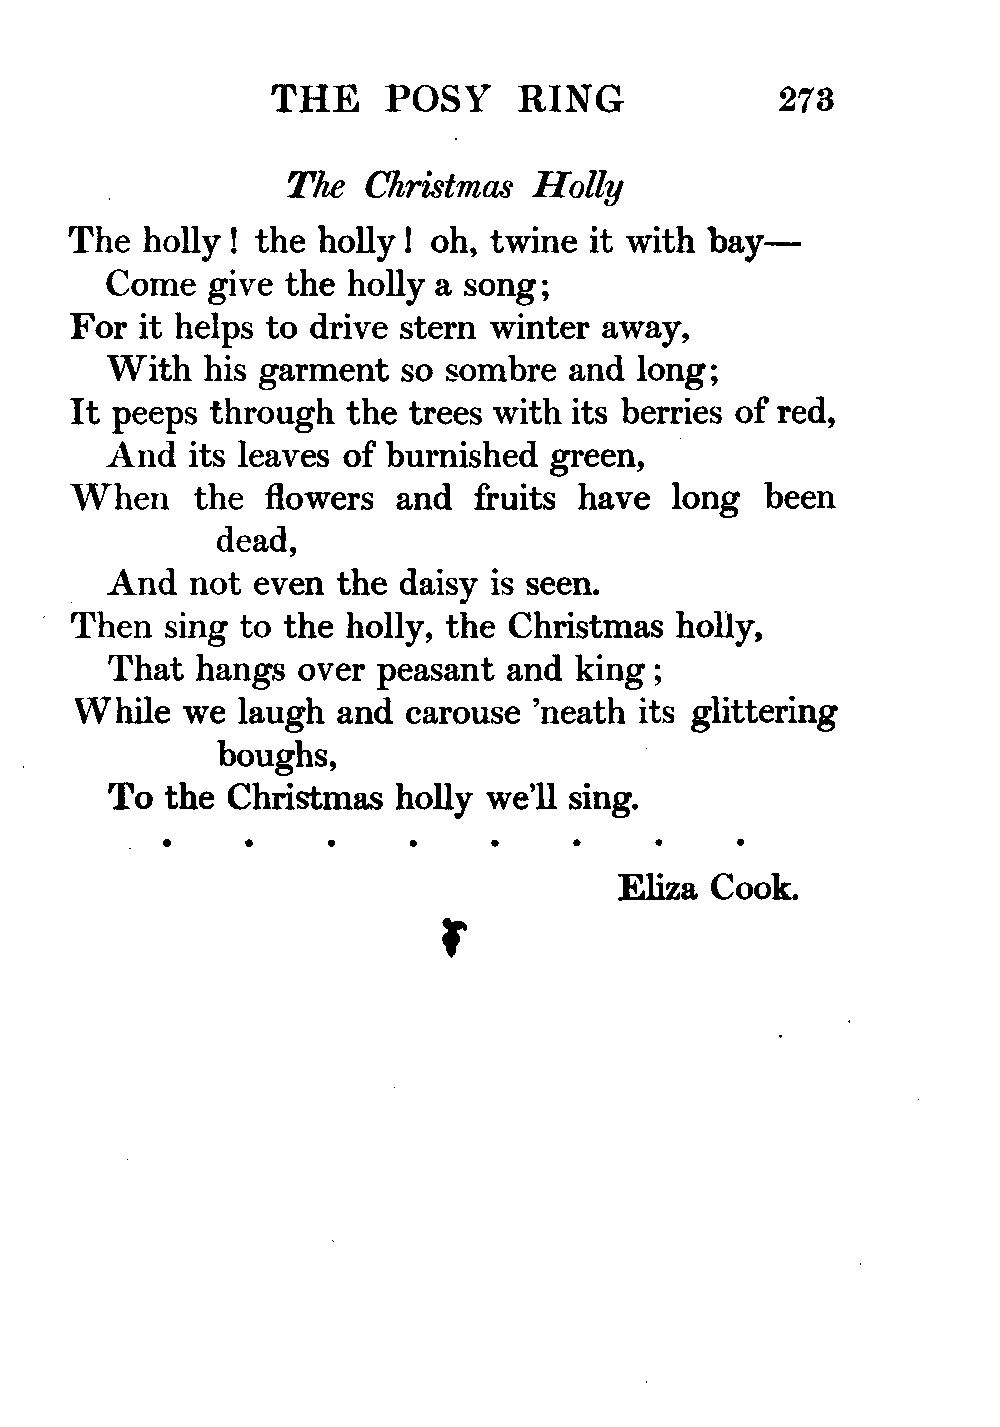 THE POSY RING 273
The Christmas Holly
The holly! the holly! oh, twine it with bay—
Come give the holly a song;
For it helps to drive stern winter away,
With his garment so sombre and long;
It peeps through the trees with its berries of red,
And its leaves of burnished green,
When the flowers and fruits have long been
dead,
And not even the daisy is seen.
Then sing to the holly, the Christmas holly,
That hangs over peasant and king;
While we laugh and carouse ’neath its glittering
boughs,
To the Christmas holly we’ll sing.
. . . . . . . .
Eliza Cook.